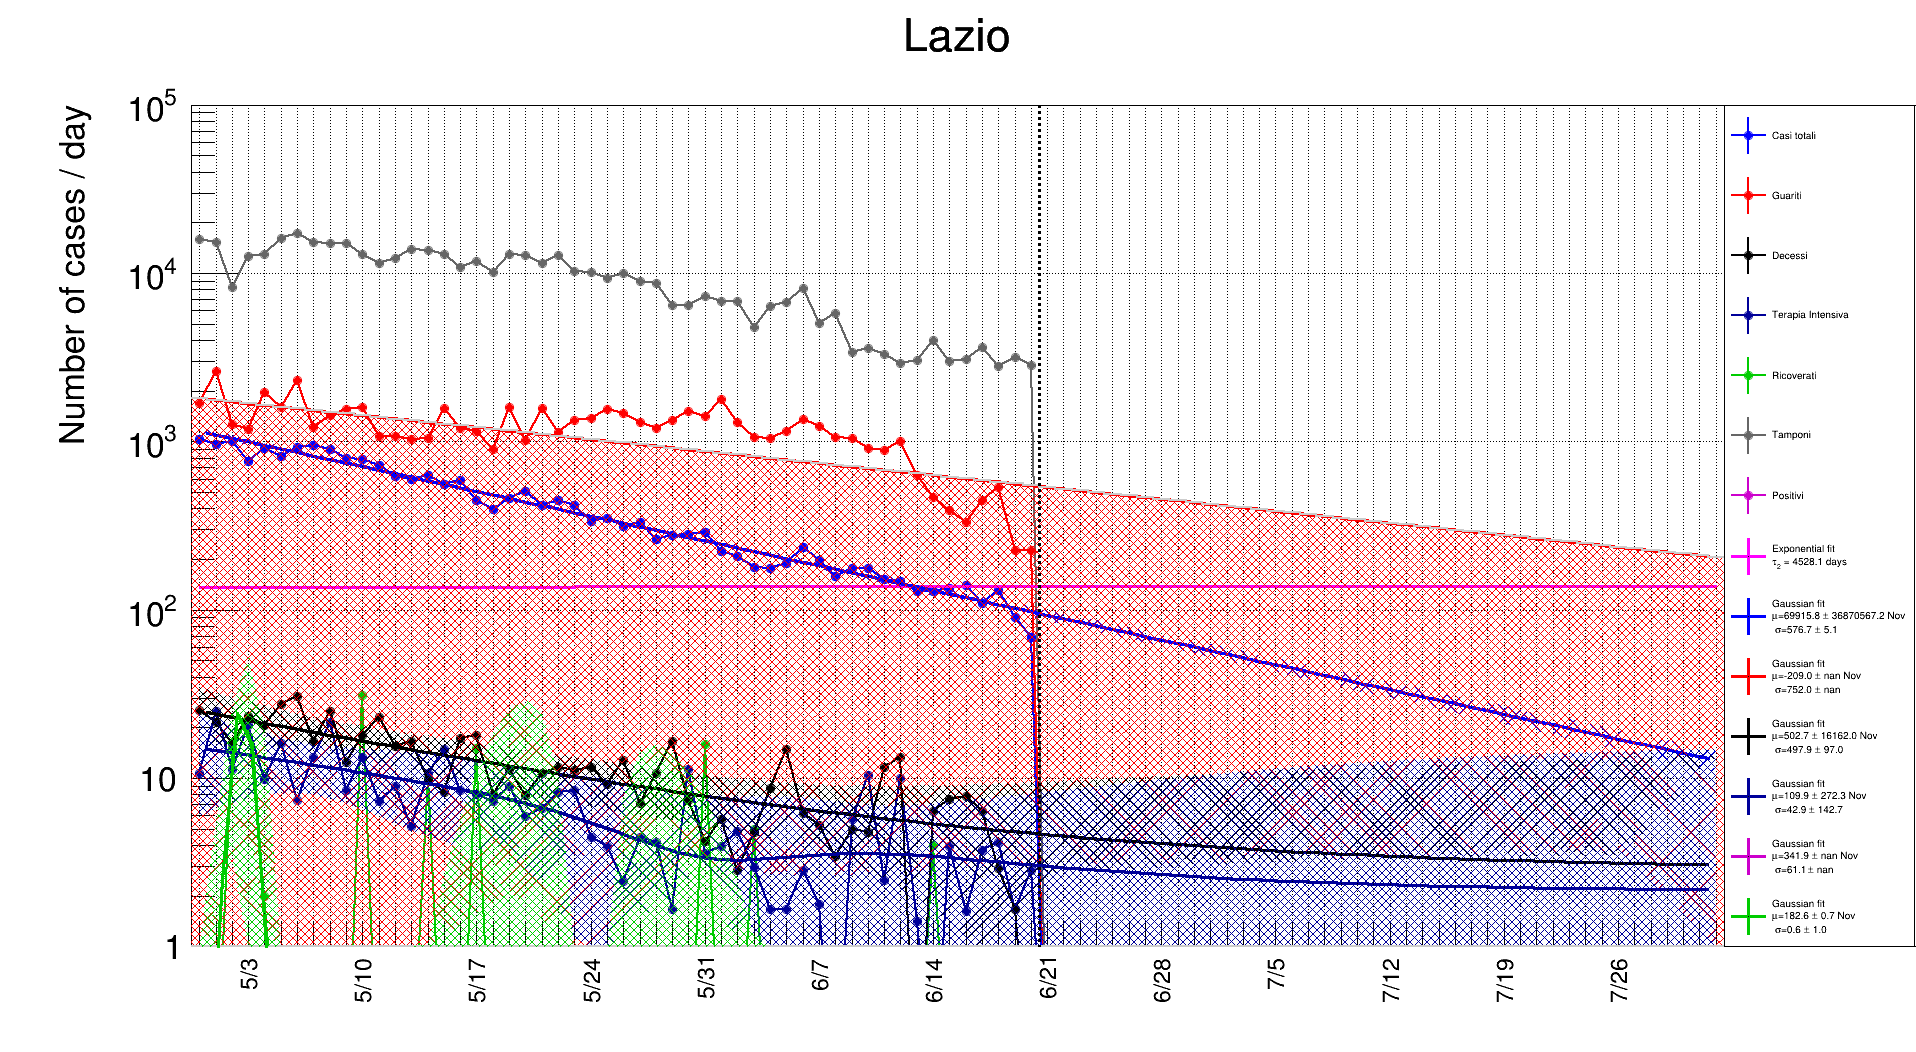 Lazio
Number of cases / day
10^5
10^4
10^3
10^2
10
1
5/3
5/10
5/17
5/24
5/31
6/7
6/14
6/21
6/28
7/5
7/12
7/19
7/26
Casi totali
Guariti
Decessi
Terapia Intensiva
Ricoverati
Tamponi
Positivi
Exponential fit
τ₂ = 4528.1 days
Gaussian fit
μ=69915.8 ± 36870567.2 Nov
σ=576.7 ± 5.1
Gaussian fit
μ=-209.0 ± nan Nov
σ=752.0 ± nan
Gaussian fit
μ=502.7 ± 16162.0 Nov
σ=497.9 ± 97.0
Gaussian fit
μ=109.9 ± 272.3 Nov
σ=42.9 ± 142.7
Gaussian fit
μ=341.9 ± nan Nov
σ=61.1 ± nan
Gaussian fit
μ=182.6 ± 0.7 Nov
σ=0.6 ± 1.0